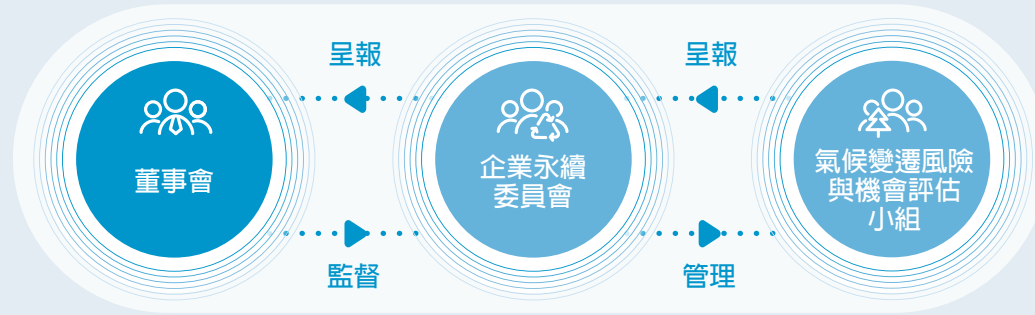 呈報
呈報
董事會
企業永續
委員會
氣候變遷風險
與機會評估
小組
監督
管理